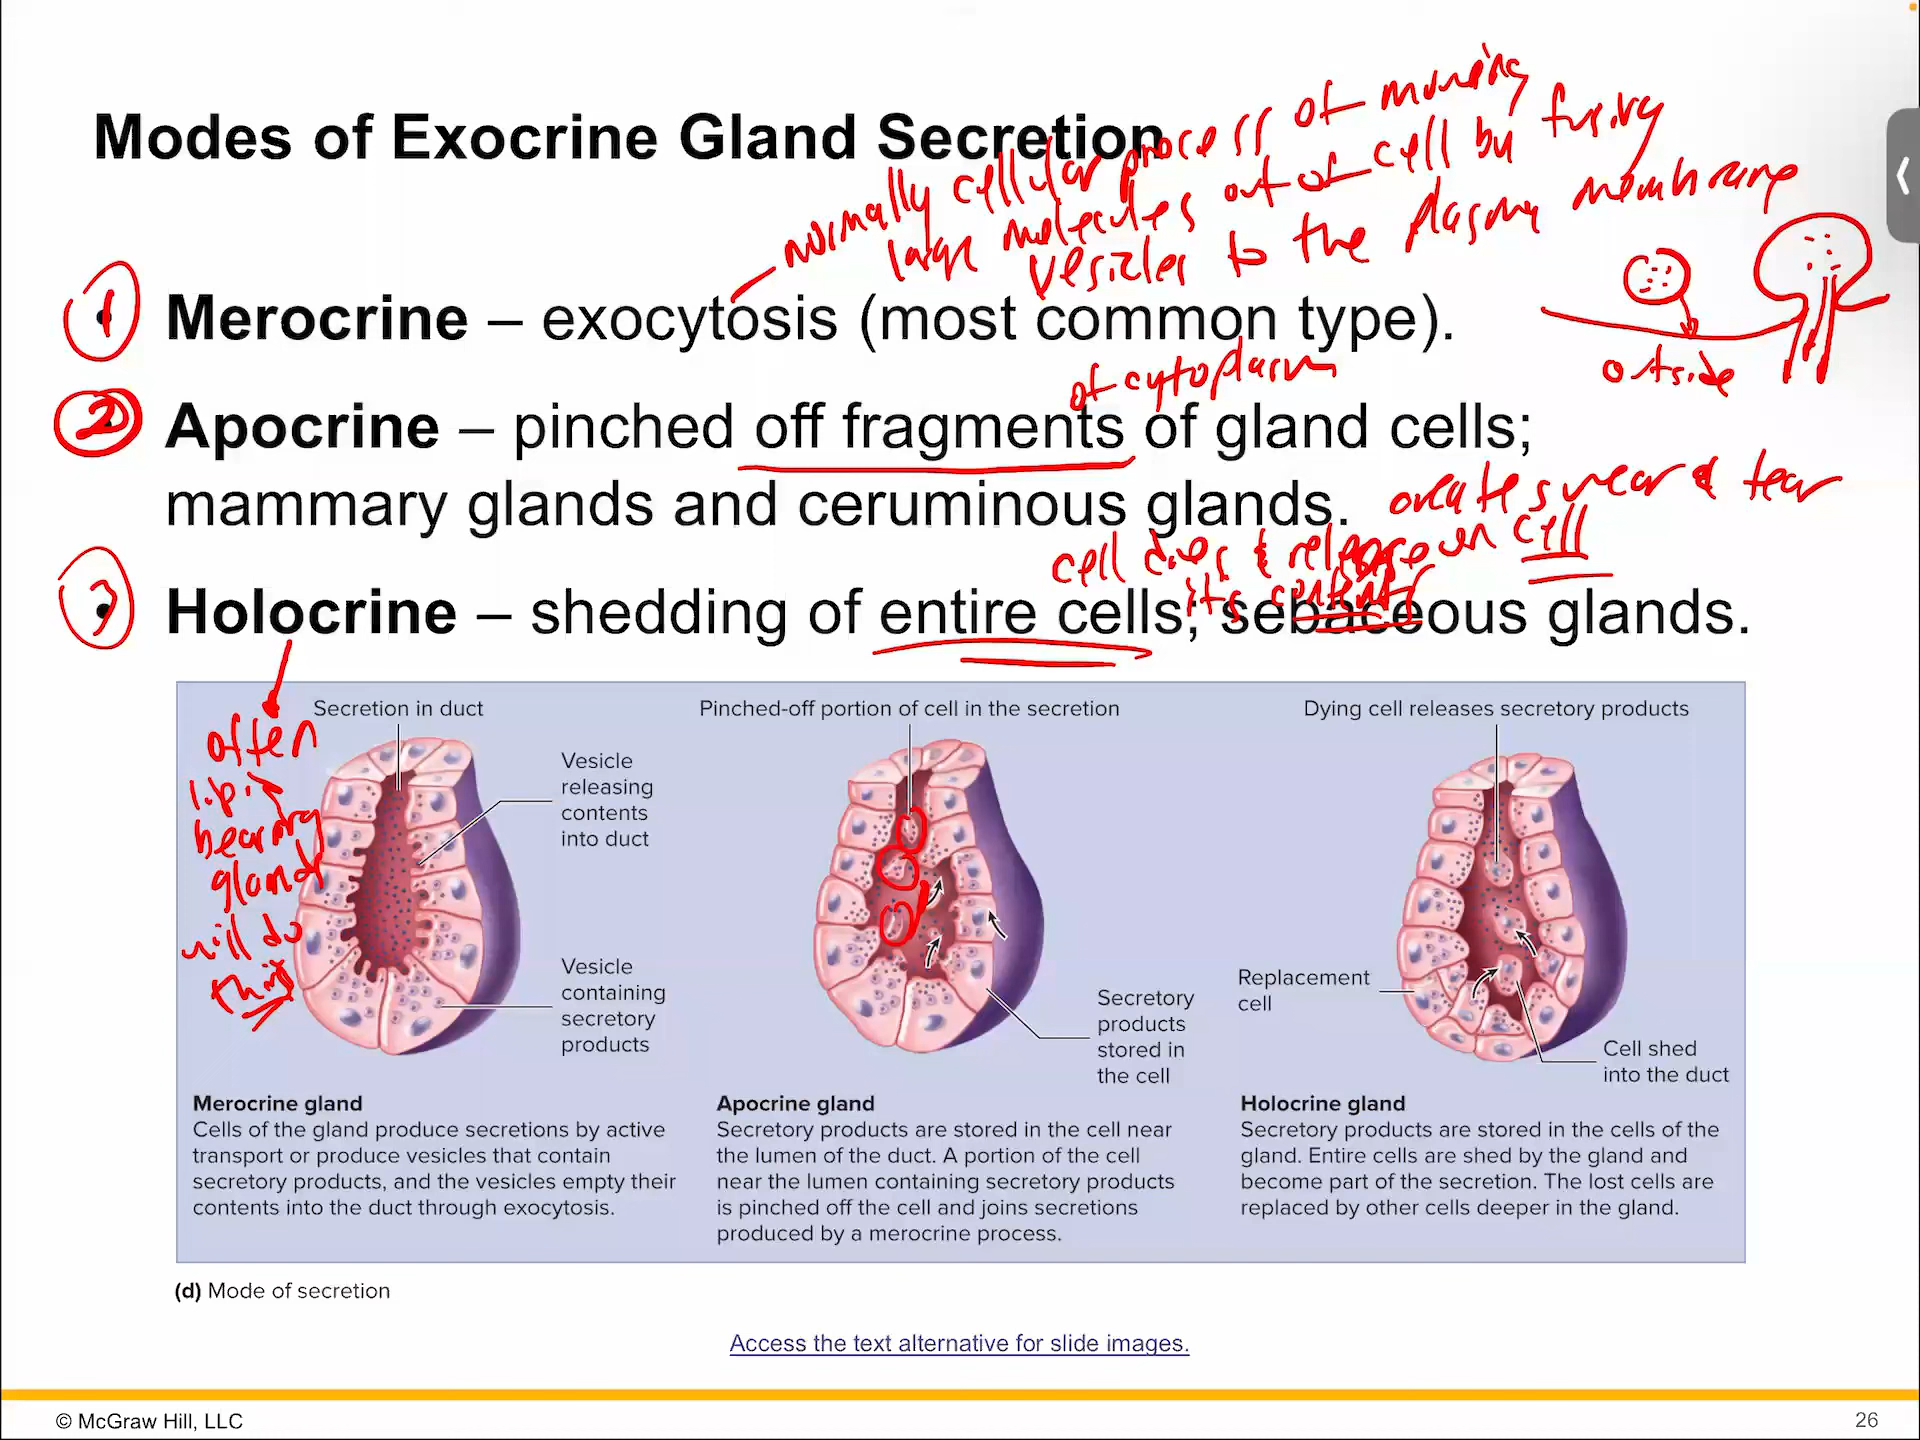 Modes of Exocrine Gland Secretion
normally cellular process of moving
large molecules out of cell by fusing
vesicles to the plasma membrane
1
Merocrine – exocytosis (most common type).
outside
of cytoplasm
2
Apocrine – pinched off fragments of gland cells;
mammary glands and ceruminous glands.
create swear & tear
on cell
cell dies & release
its contents
3
Holocrine – shedding of entire cells; sebaceous glands.
often
lipid
bearing
glands
will do
this
Secretion in duct
Vesicle
releasing
contents
into duct
Vesicle
containing
secretory
products
Merocrine gland
Cells of the gland produce secretions by active
transport or produce vesicles that contain
secretory products, and the vesicles empty their
contents into the duct through exocytosis.
Pinched-off portion of cell in the secretion
Secretory
products
stored in
the cell
Apocrine gland
Secretory products are stored in the cell near
the lumen of the duct. A portion of the cell
near the lumen containing secretory products
is pinched off the cell and joins secretions
produced by a merocrine process.
Dying cell releases secretory products
Replacement
cell
Cell shed
into the duct
Holocrine gland
Secretory products are stored in the cells of the
gland. Entire cells are shed by the gland and
become part of the secretion. The lost cells are
replaced by other cells deeper in the gland.
(d) Mode of secretion
Access the text alternative for slide images.
© McGraw Hill, LLC
26